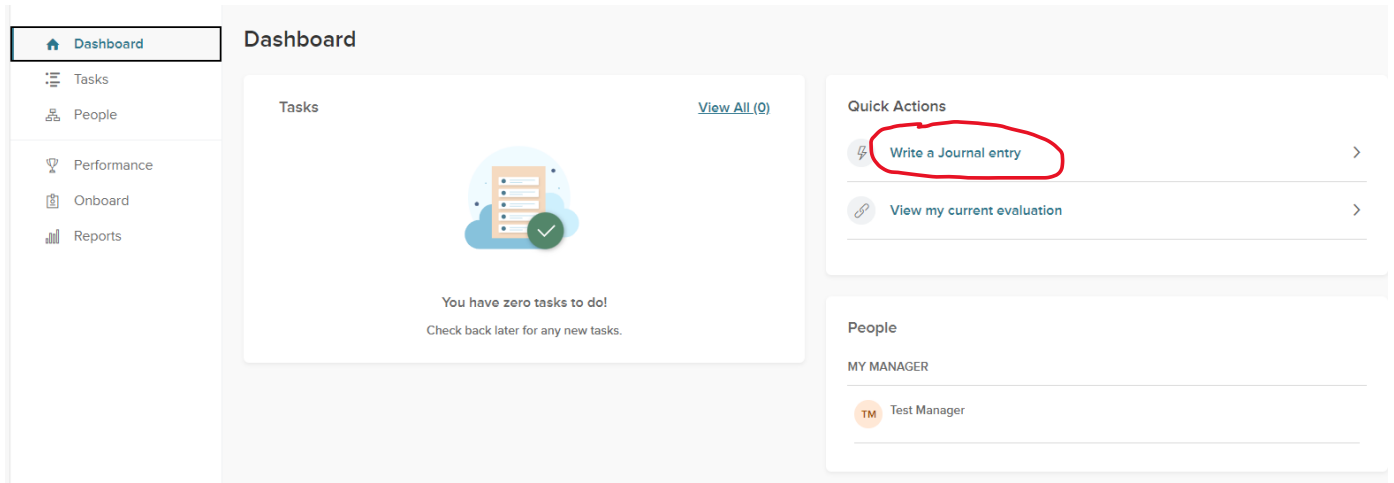 Dashboard
Tasks
People
Performance
Onboard
Reports
Dashboard
Tasks
View All (0)
You have zero tasks to do!
Check back later for any new tasks.
Quick Actions
Write a Journal entry
View my current evaluation
People
MY MANAGER
TM Test Manager